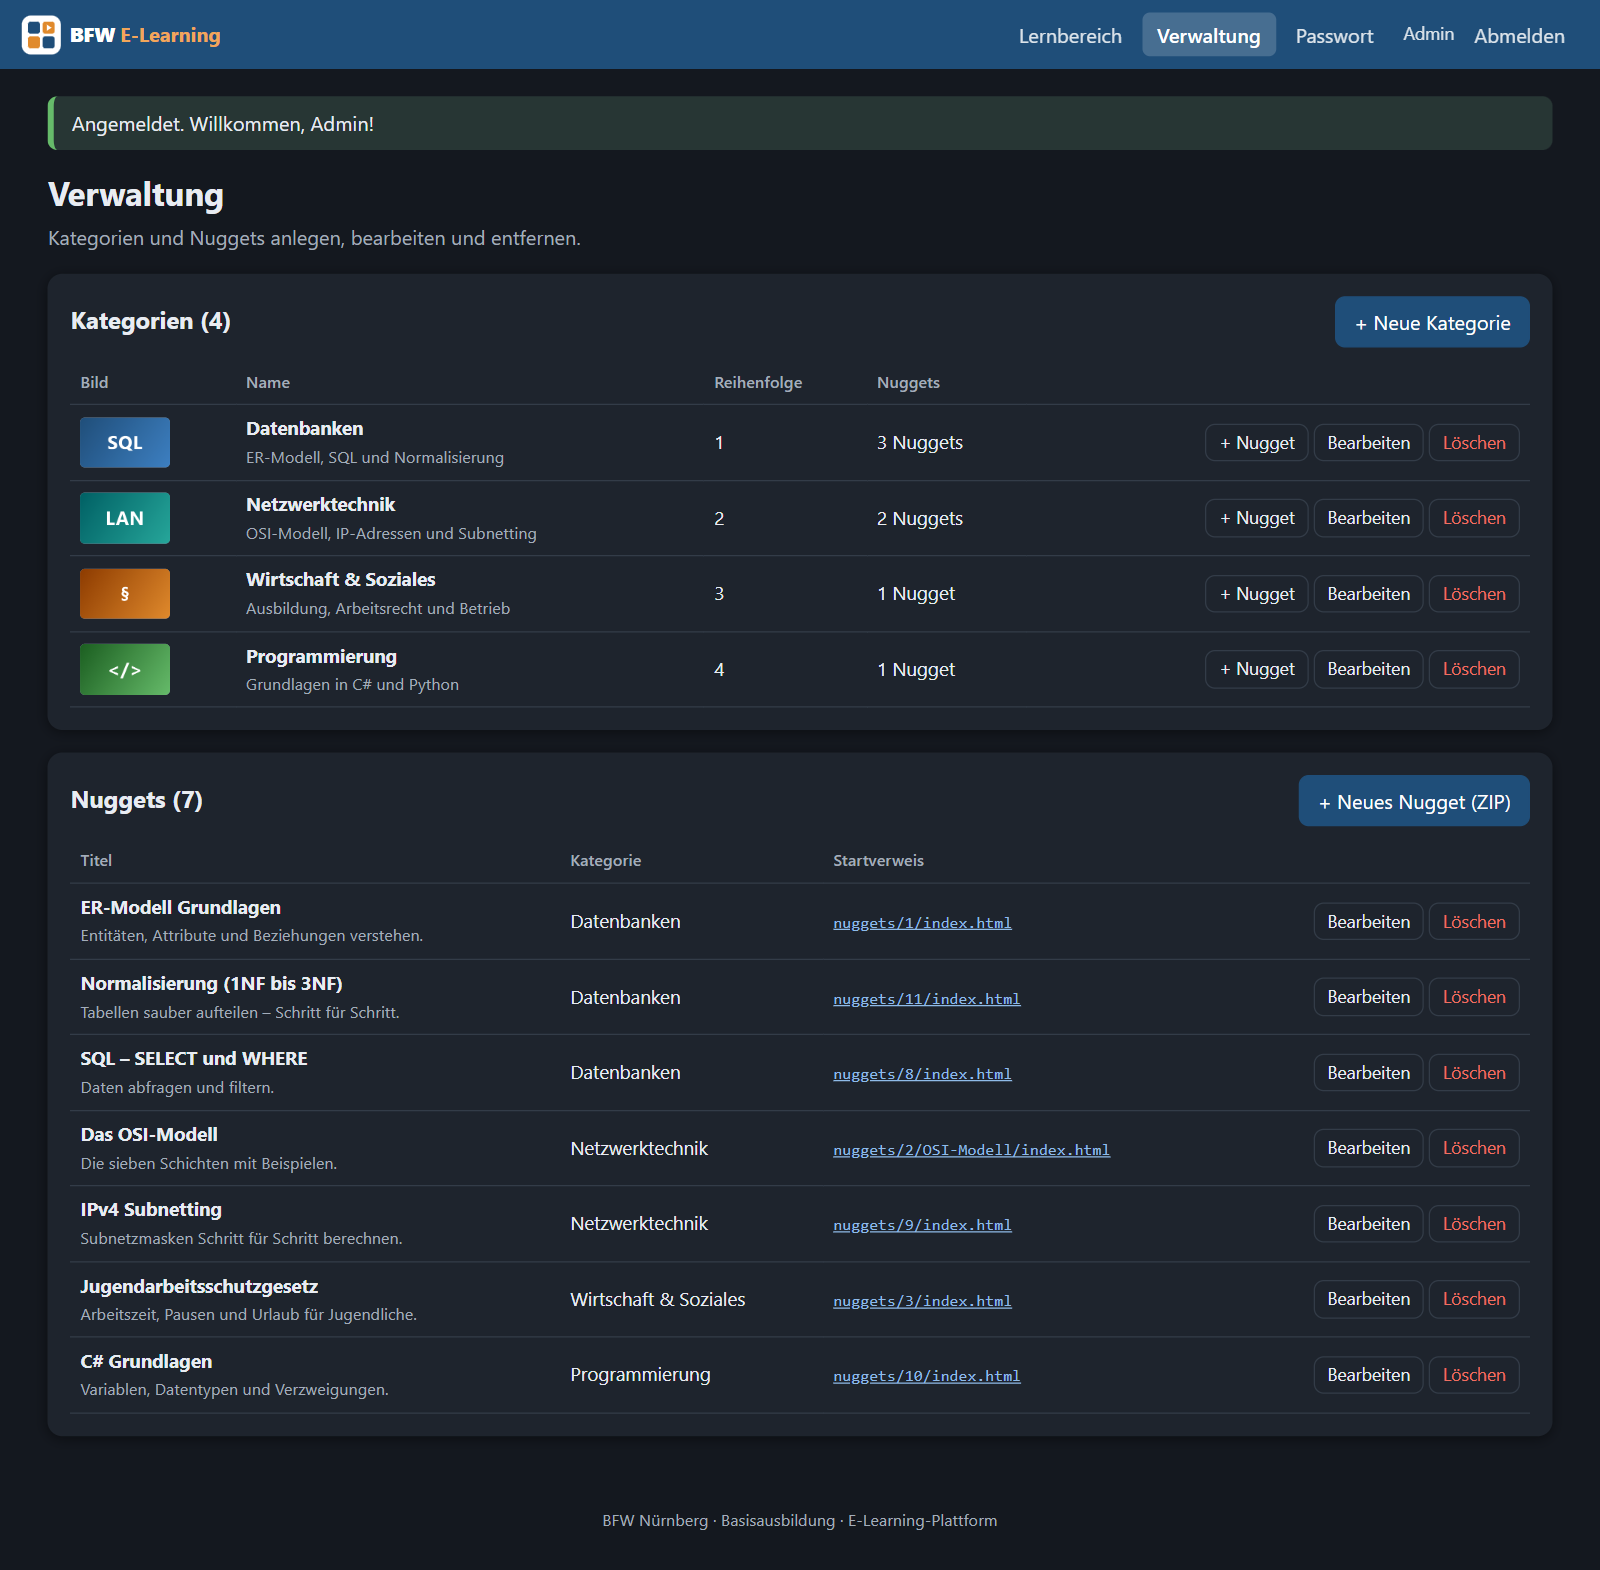 BFW E-Learning
Lernbereich Verwaltung Passwort Admin Abmelden
Angemeldet. Willkommen, Admin!
Verwaltung
Kategorien und Nuggets anlegen, bearbeiten und entfernen.
Kategorien (4)
+ Neue Kategorie
Bild Name Reihenfolge Nuggets
SQL Datenbanken 1 3 Nuggets + Nugget Bearbeiten Löschen
ER-Modell, SQL und Normalisierung
LAN Netzwerktechnik 2 2 Nuggets + Nugget Bearbeiten Löschen
OSI-Modell, IP-Adressen und Subnetting
§ Wirtschaft & Soziales 3 1 Nugget + Nugget Bearbeiten Löschen
Ausbildung, Arbeitsrecht und Betrieb
</> Programmierung 4 1 Nugget + Nugget Bearbeiten Löschen
Grundlagen in C# und Python
Nuggets (7)
+ Neues Nugget (ZIP)
Titel Kategorie Startverweis
ER-Modell Grundlagen Datenbanken nuggets/1/index.html Bearbeiten Löschen
Entitäten, Attribute und Beziehungen verstehen.
Normalisierung (1NF bis 3NF) Datenbanken nuggets/11/index.html Bearbeiten Löschen
Tabellen sauber aufteilen – Schritt für Schritt.
SQL – SELECT und WHERE Datenbanken nuggets/8/index.html Bearbeiten Löschen
Daten abfragen und filtern.
Das OSI-Modell Netzwerktechnik nuggets/2/OSI-Modell/index.html Bearbeiten Löschen
Die sieben Schichten mit Beispielen.
IPv4 Subnetting Netzwerktechnik nuggets/9/index.html Bearbeiten Löschen
Subnetzmasken Schritt für Schritt berechnen.
Jugendarbeitsschutzgesetz Wirtschaft & Soziales nuggets/3/index.html Bearbeiten Löschen
Arbeitszeit, Pausen und Urlaub für Jugendliche.
C# Grundlagen Programmierung nuggets/10/index.html Bearbeiten Löschen
Variablen, Datentypen und Verzweigungen.
BFW Nürnberg · Basisausbildung · E-Learning-Plattform